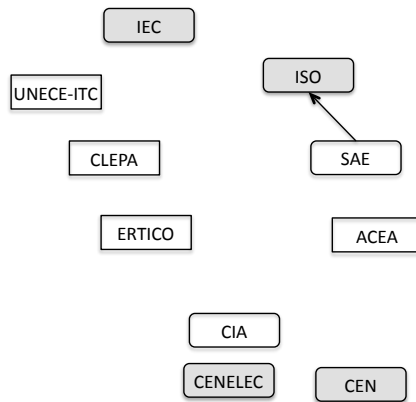 IEC
ISO
UNECE-ITC
CLEPA
SAE
ERTICO
ACEA
CIA
CENELEC
CEN